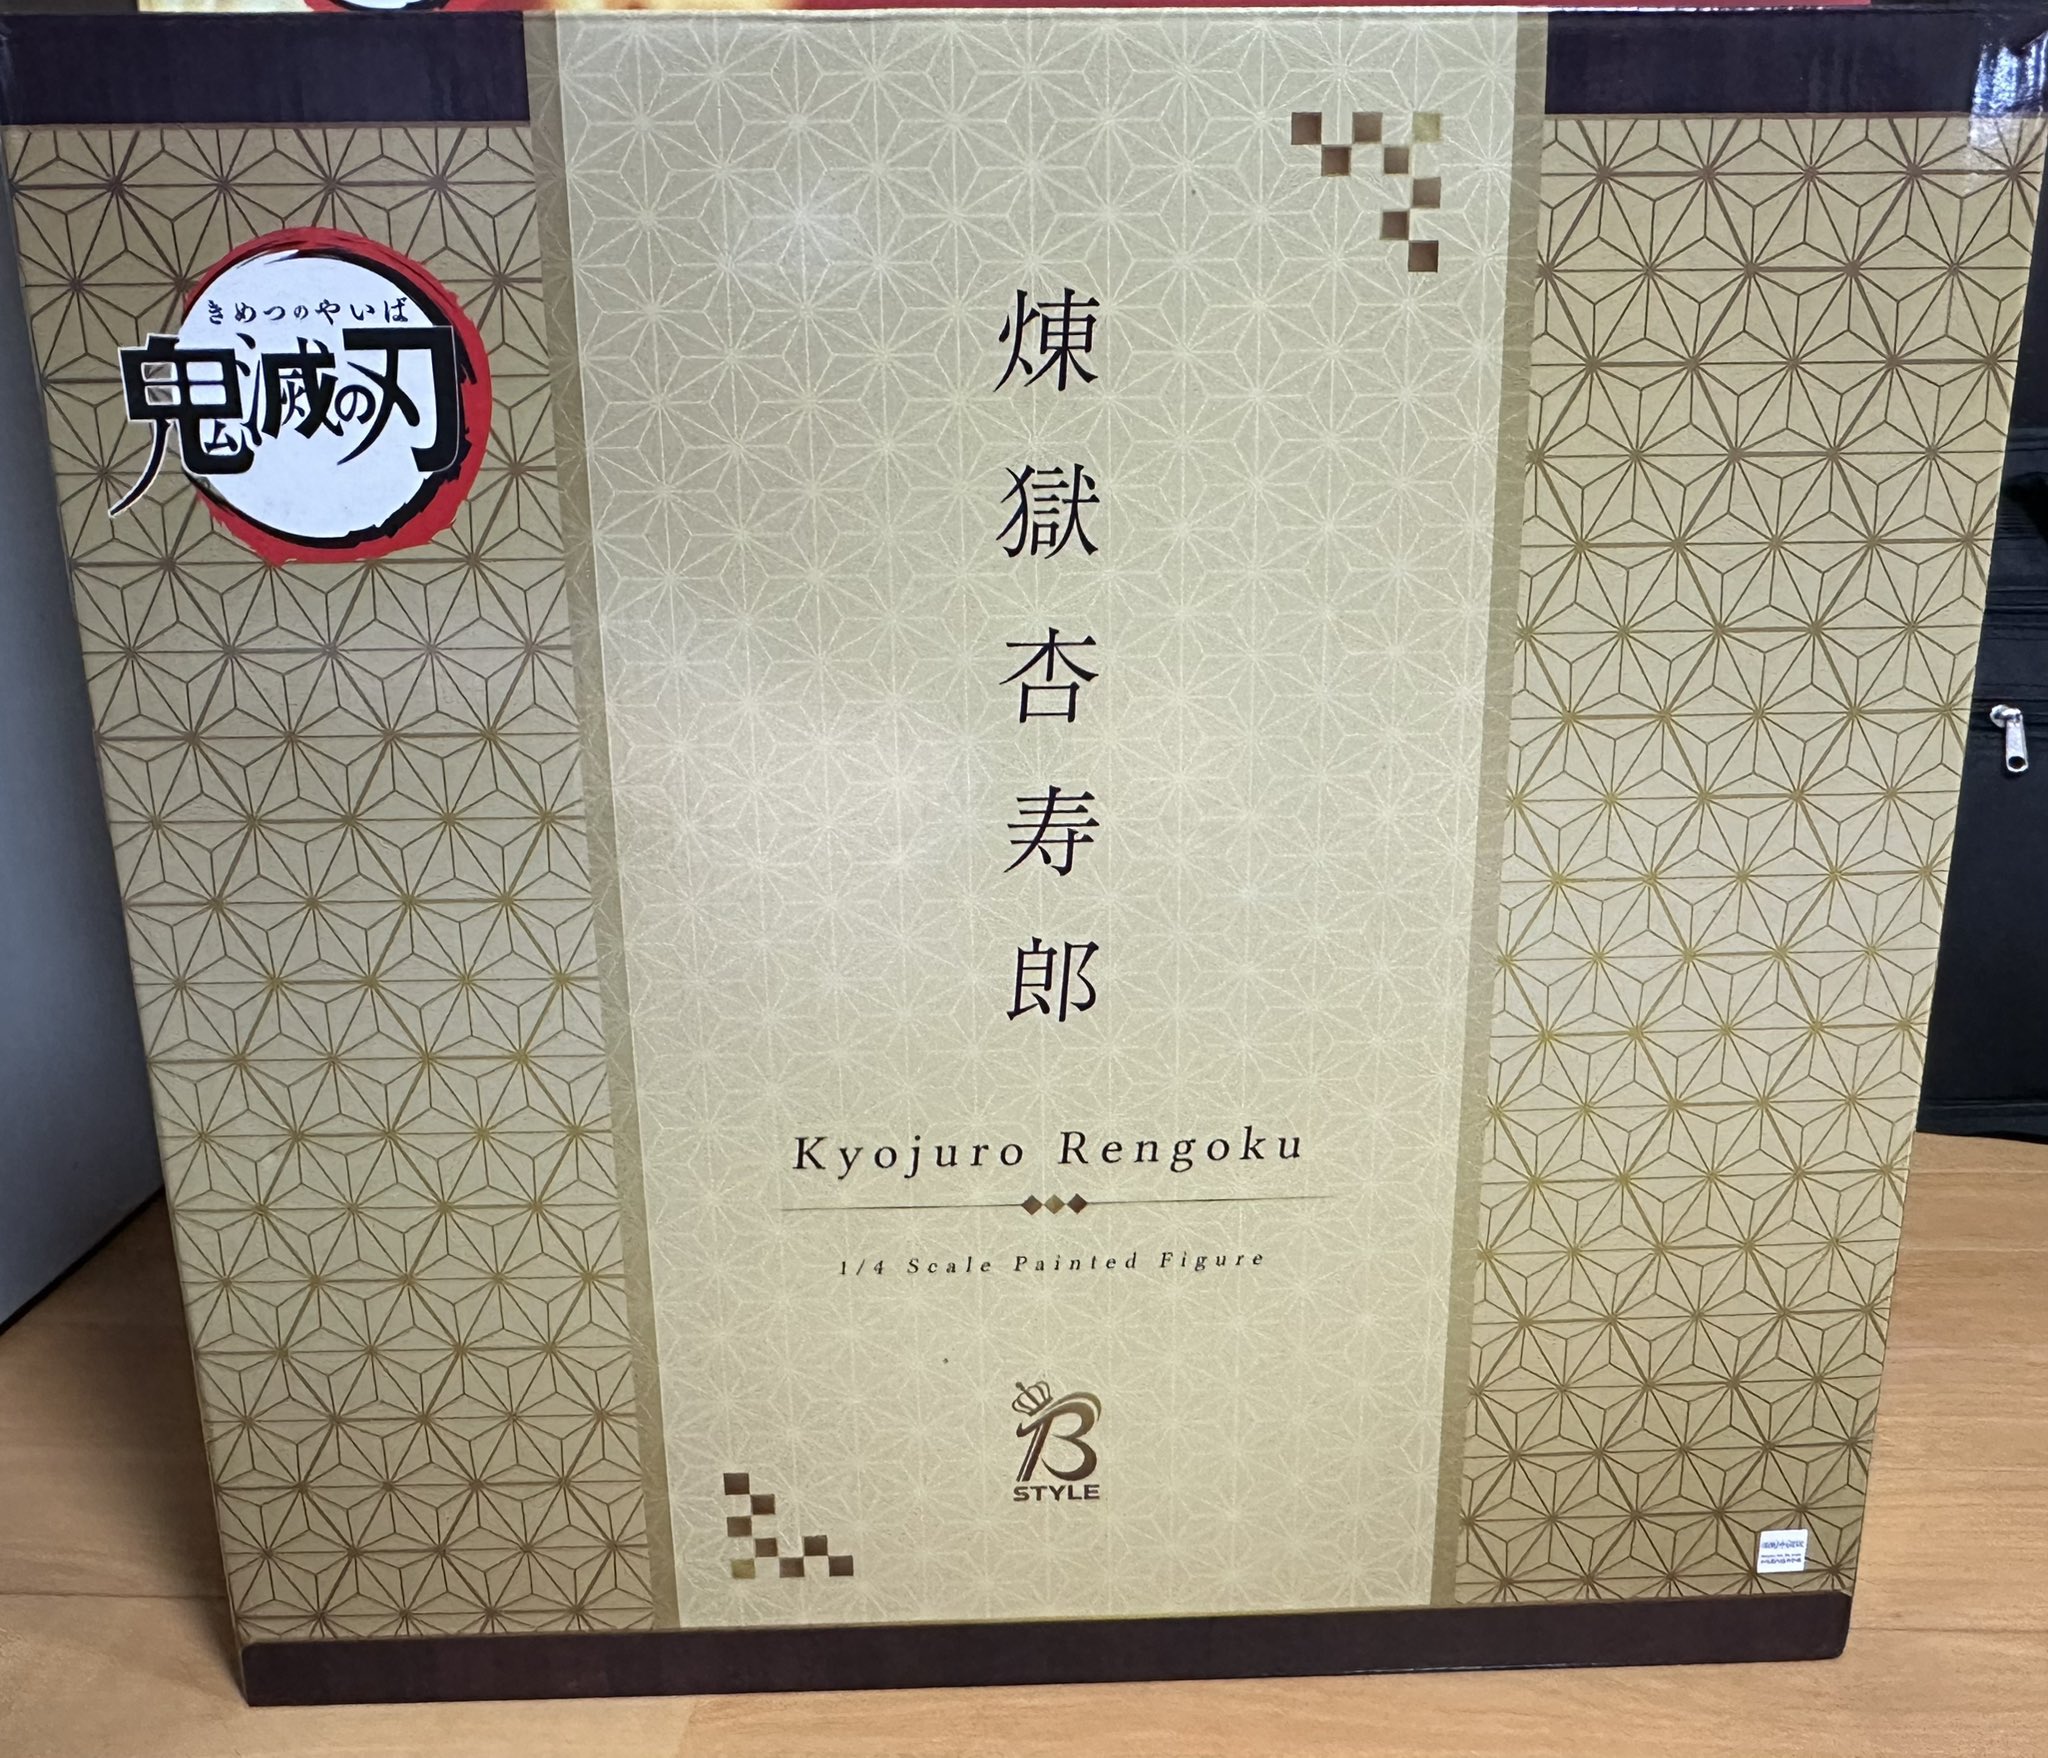 きめつのやいば
鬼滅の刃
煉獄杏寿郎
Kyojuro Rengoku
1/4 Scale Painted Figure
B
STYLE